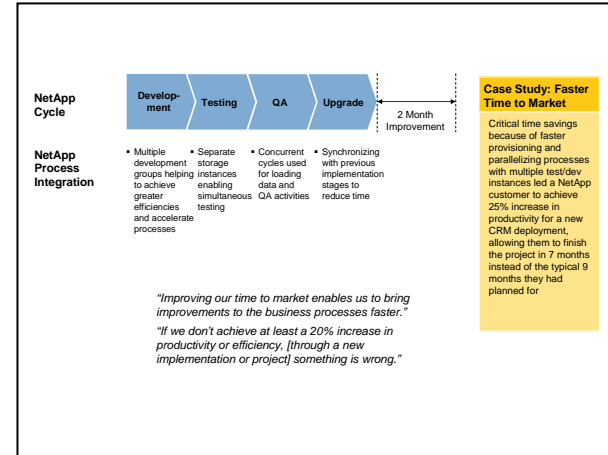 NetApp
Cycle
Develop-
ment
Testing
QA
Upgrade
2 Month
Improvement
NetApp
Process
Integration
▪ Multiple
development
groups helping
to achieve
greater
efficiencies
and accelerate
processes
▪ Separate
storage
instances
enabling
simultaneous
testing
▪ Concurrent
cycles used
for loading
data and
QA activities
▪ Synchronizing
with previous
implementation
stages to
reduce time
Case Study: Faster
Time to Market
Critical time savings
because of faster
provisioning and
parallelizing processes
with multiple test/dev
instances led a NetApp
customer to achieve
25% increase in
productivity for a new
CRM deployment,
allowing them to finish
the project in 7 months
instead of the typical 9
months they had
planned for
“Improving our time to market enables us to bring
improvements to the business processes faster.”
“If we don’t achieve at least a 20% increase in
productivity or efficiency, [through a new
implementation or project] something is wrong.”